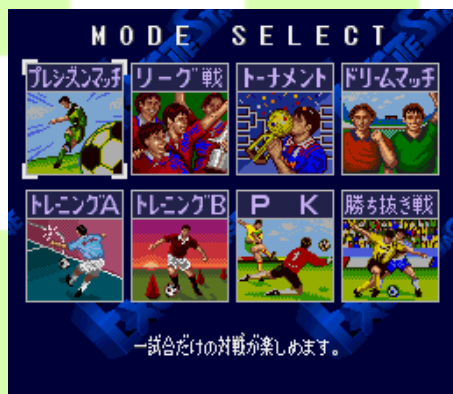 MODE SELECT
プレシーズンマッチ
リーグ戦
トーナメント
ドリームマッチ
トレーニングA
トレーニングB
PK
勝ち抜き戦
一試合だけの対戦が楽しめます。